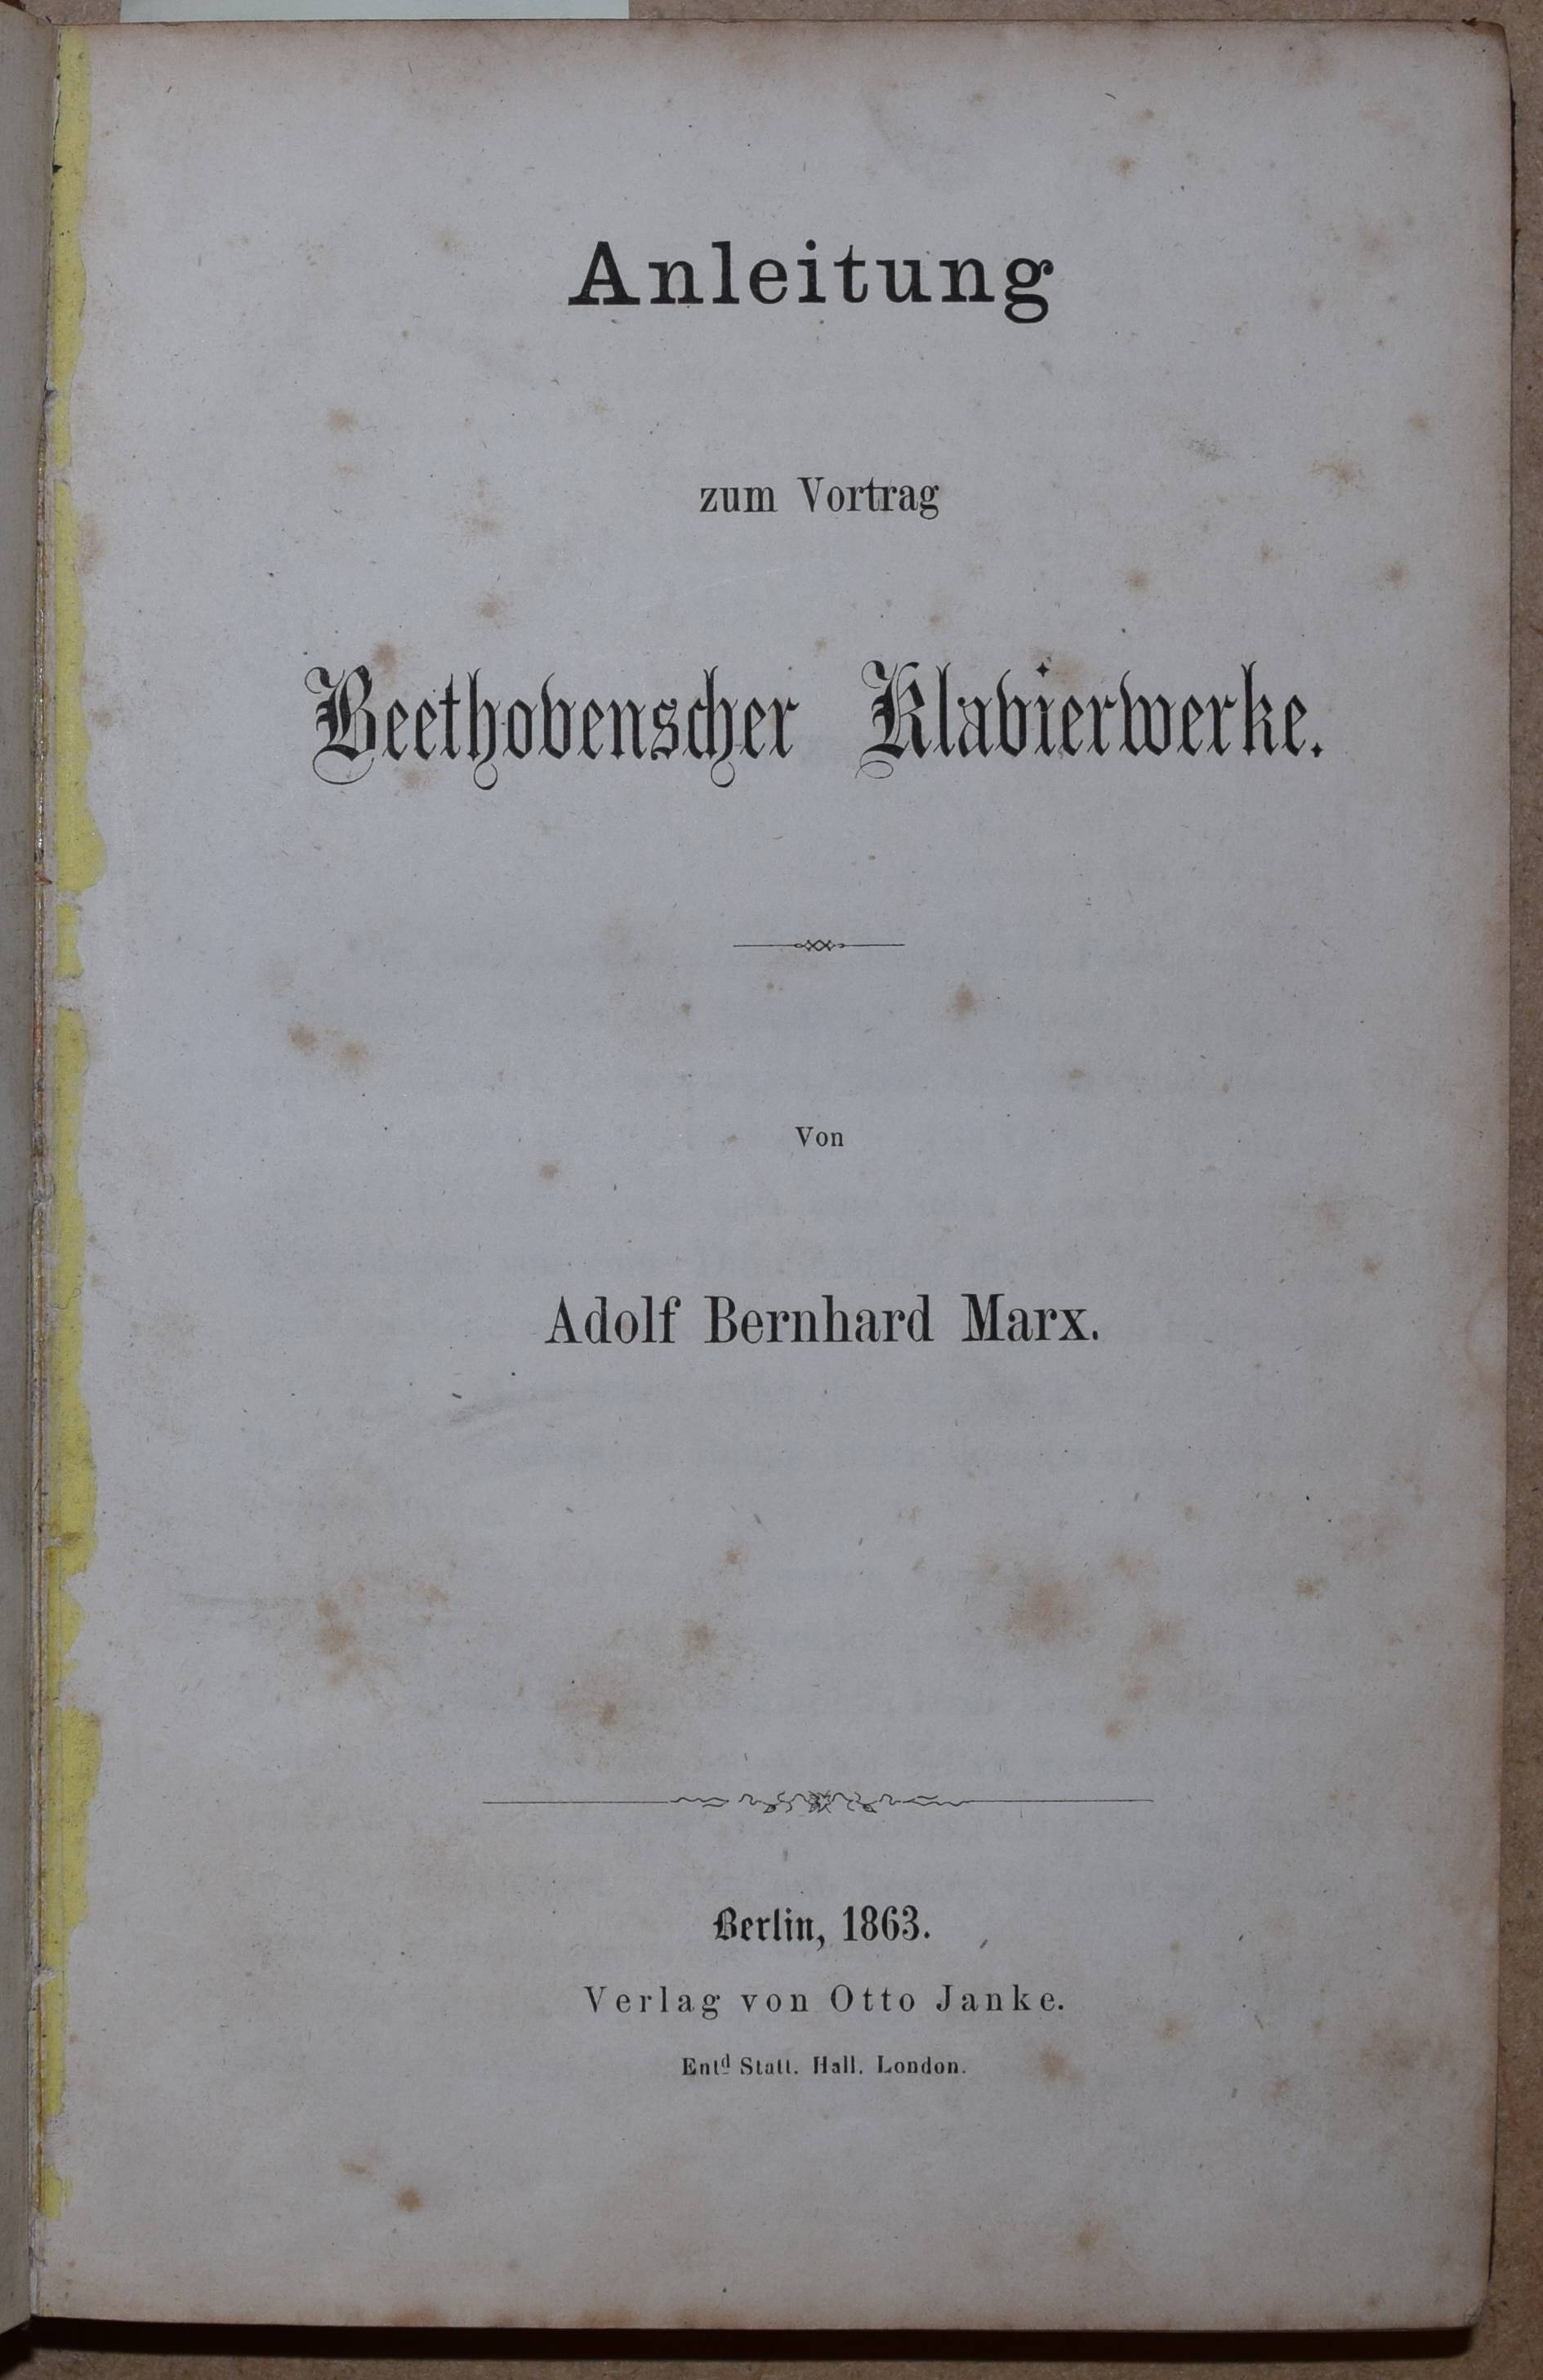 Anleitung
zum Vortrag
Beethovenscher Klavierwerke.
Von
Adolf Bernhard Marx.
Berlin, 1863.
Verlag von Otto Janke.
Entd Statt. Hall. London.